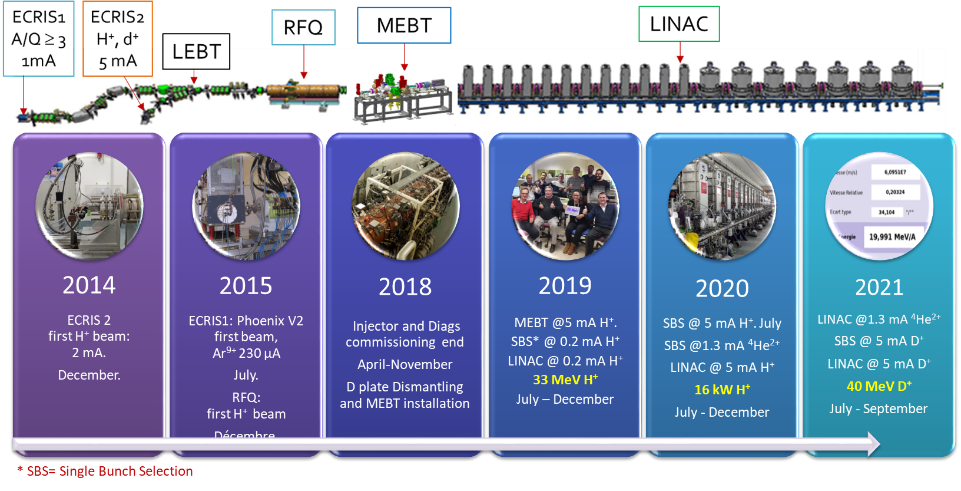 ECRIS1
A/Q ≥ 3
1mA
ECRIS2
H⁺, d⁺
5 mA
LEBT
RFQ
MEBT
LINAC
2014
ECRIS 2
first H⁺ beam:
2 mA.
December.
2015
ECRIS1: Phoenix V2
first beam,
Ar⁹⁺ 230 µA
July.
RFQ:
first H⁺ beam
Décembre
2018
Injector and Diags
commissioning end
April-November
D plate Dismantling
and MEBT installation
2019
MEBT @5 mA H⁺.
SBS* @ 0.2 mA H⁺
LINAC @ 0.2 mA H⁺
33 MeV H⁺
July – December
2020
SBS @ 5 mA H⁺. July
SBS @1.3 mA ⁴He²⁺
LINAC @ 5 mA H⁺
16 kW H⁺
July - December
(m/s)
6,0951E7
Vitesse Relative
0,20324
Ecart type
34,104
19,991 MeV/A
2021
LINAC @1.3 mA ⁴He²⁺
SBS @ 5 mA D⁺
LINAC @ 5 mA D⁺
40 MeV D⁺
July - September
* SBS= Single Bunch Selection